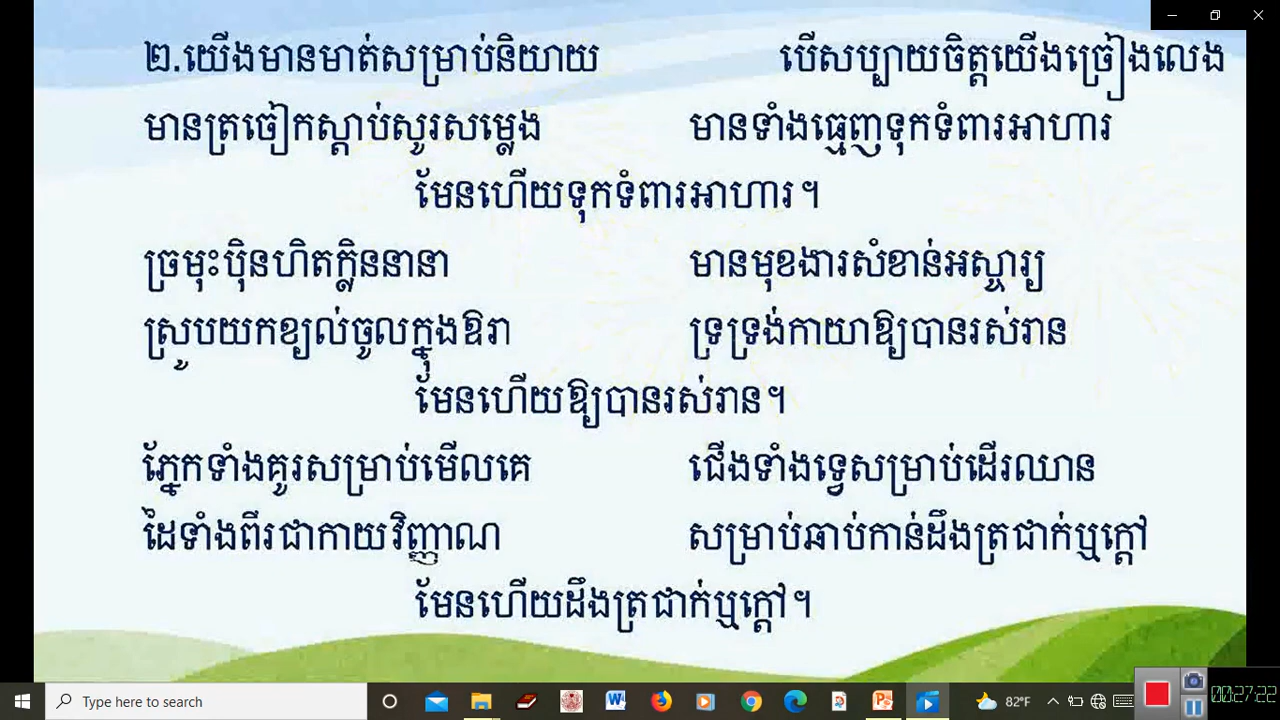 ២.យើងមានមាត់សម្រាប់និយាយ បើសប្បាយចិត្តយើងច្រៀងលេង
មានត្រចៀកស្តាប់សូរសម្លេង មានទាំងធ្មេញទុកទំពារអាហារ
មែនហើយទុកទំពារអាហារ។
ច្រមុះប៉ិនហិតក្លិននានា មានមុខងារសំខាន់អស្ចារ្យ
ស្រូបយកខ្យល់ចូលក្នុងឱរា ទ្រទ្រង់កាយាឱ្យបានរស់រាន
មែនហើយឱ្យបានរស់រាន។
ភ្នែកទាំងគូរសម្រាប់មើលគេ ជើងទាំងទ្វេសម្រាប់ដើរឈាន
ដៃទាំងពីរជាកាយវិញ្ញាណ សម្រាប់ឆាប់កាន់ដឹងត្រជាក់ឬក្តៅ
មែនហើយដឹងត្រជាក់ឬក្តៅ។
Type here to search
82°F
00:27:22